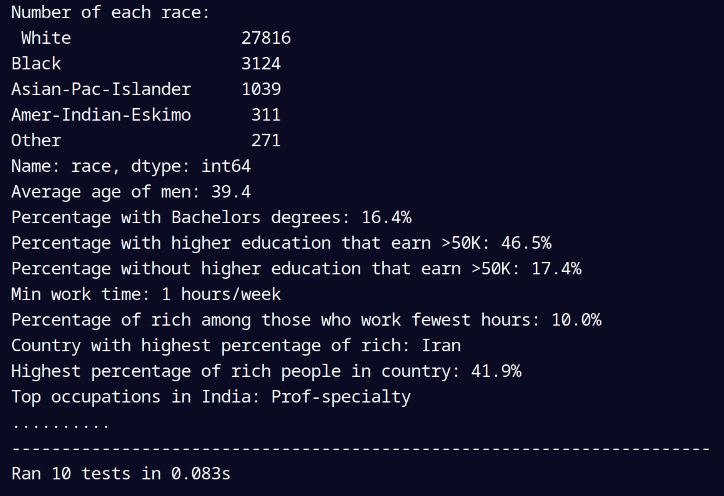 Number of each race:
 White                 27816
Black                  3124
Asian-Pac-Islander     1039
Amer-Indian-Eskimo      311
Other                   271
Name: race, dtype: int64
Average age of men: 39.4
Percentage with Bachelors degrees: 16.4%
Percentage with higher education that earn >50K: 46.5%
Percentage without higher education that earn >50K: 17.4%
Min work time: 1 hours/week
Percentage of rich among those who work fewest hours: 10.0%
Country with highest percentage of rich: Iran
Highest percentage of rich people in country: 41.9%
Top occupations in India: Prof-specialty
..........
----------------------------------------------------------------------
Ran 10 tests in 0.083s